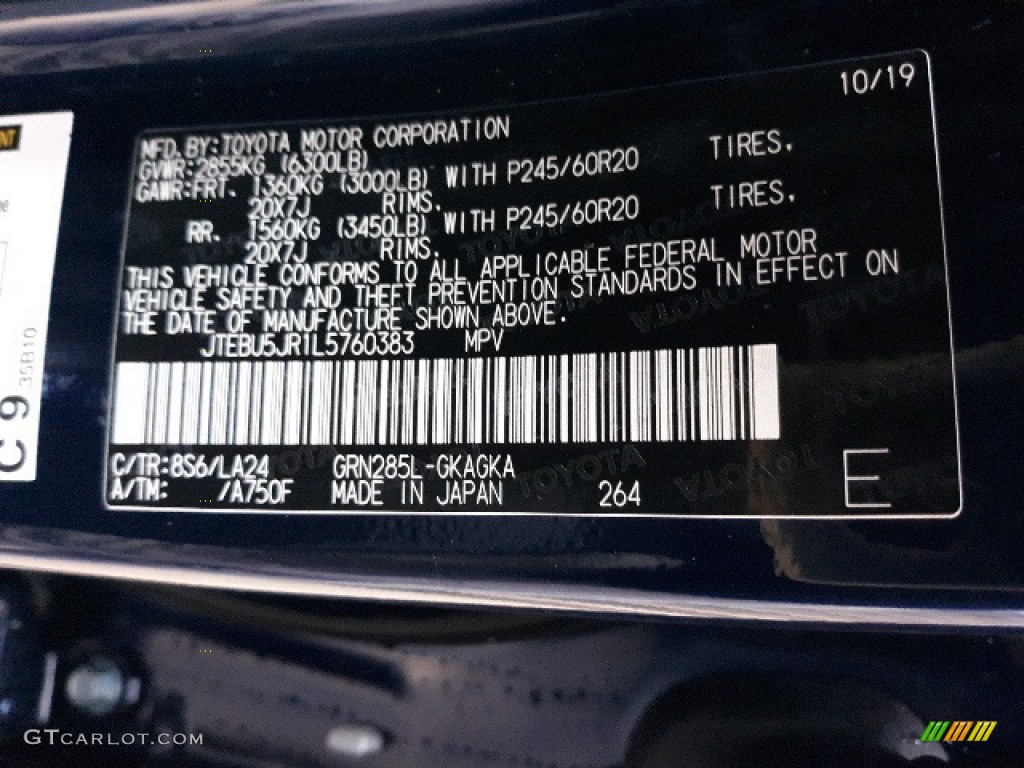 10/19
MFD. BY: TOYOTA MOTOR CORPORATION
GVWR: 2855KG (6300LB)
GAWR: FRT. 1360KG (3000LB) WITH P245/60R20 TIRES,
20X7J RIMS.
RR. 1560KG (3450LB) WITH P245/60R20 TIRES,
20X7J RIMS.
THIS VEHICLE CONFORMS TO ALL APPLICABLE FEDERAL MOTOR
VEHICLE SAFETY AND THEFT PREVENTION STANDARDS IN EFFECT ON
THE DATE OF MANUFACTURE SHOWN ABOVE.
JTEBU5JR1L5760383 MPV
C/TR: 8S6/LA24 GRN285L-GKAGKA
A/TM: /A750F MADE IN JAPAN 264 E
C 9 35B10
TOYOTA
GTCARLOT.COM